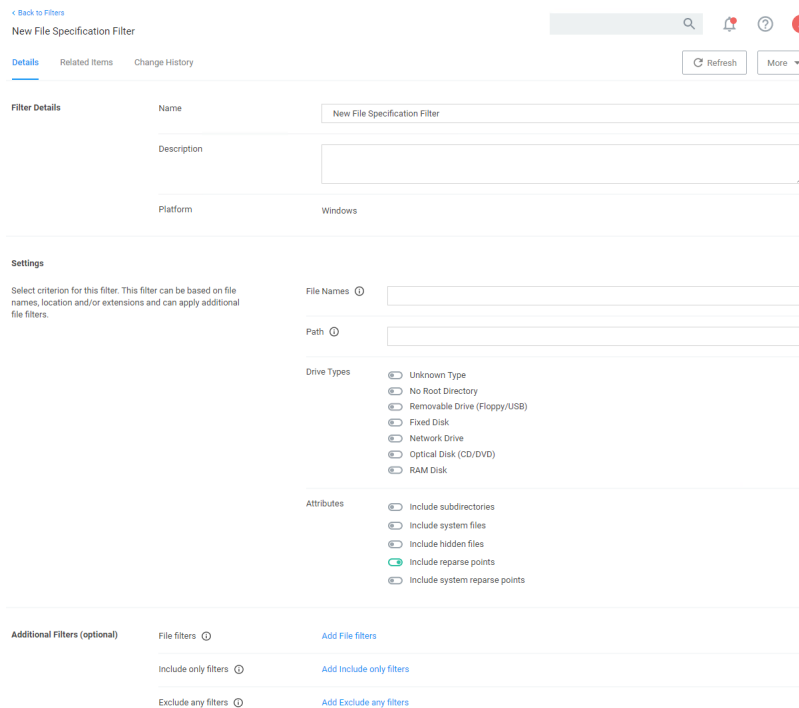 Back to Filters
New File Specification Filter
Details Related Items Change History Refresh More
Filter Details Name New File Specification Filter
Description
Platform Windows
Settings
Select criterion for this filter. This filter can be based on file
names, location and/or extensions and can apply additional
file filters.
File Names
Path
Drive Types Unknown Type
No Root Directory
Removable Drive (Floppy/USB)
Fixed Disk
Network Drive
Optical Disk (CD/DVD)
RAM Disk
Attributes Include subdirectories
Include system files
Include hidden files
Include reparse points
Include system reparse points
Additional Filters (optional) File filters Add File filters
Include only filters Add Include only filters
Exclude any filters Add Exclude any filters